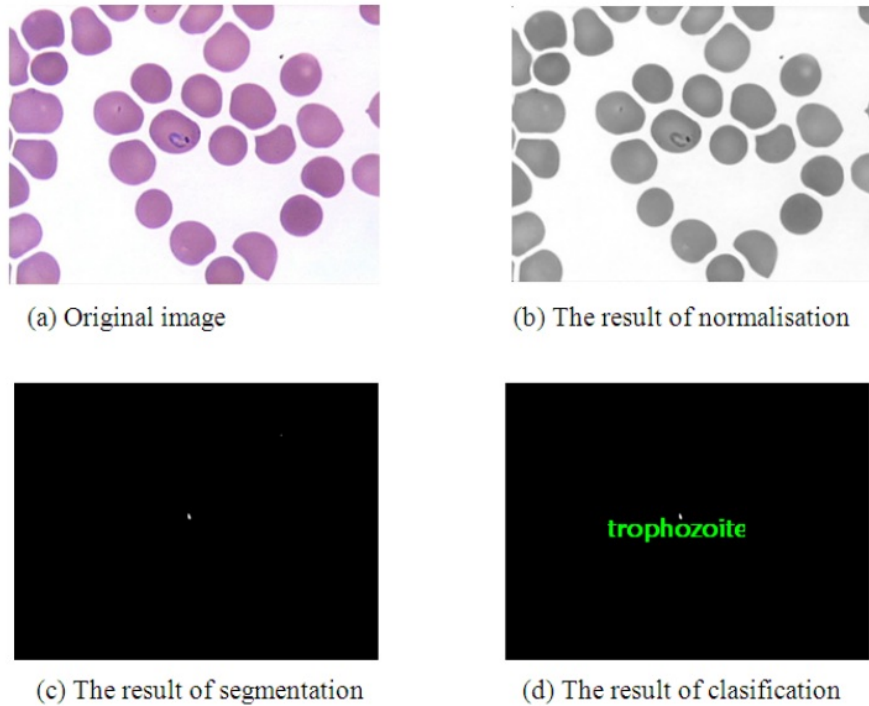 (a) Original image
(b) The result of normalisation
trophozoite
(c) The result of segmentation
(d) The result of clasification